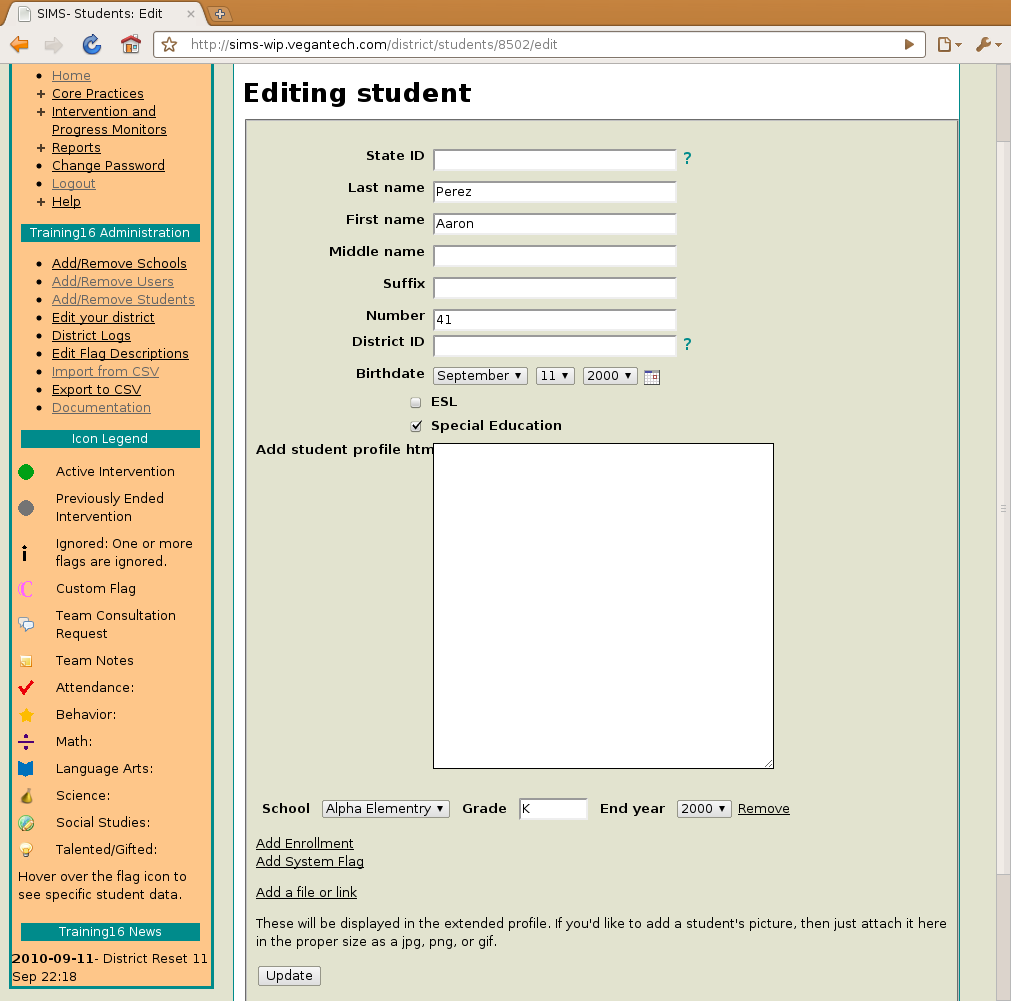 SIMS- Students: Edit
http://sims-wip.vegantech.com/district/students/8502/edit
Home
Core Practices
Intervention and
Progress Monitors
Reports
Change Password
Logout
Help
Training16 Administration
Add/Remove Schools
Add/Remove Users
Add/Remove Students
Edit your district
District Logs
Edit Flag Descriptions
Import from CSV
Export to CSV
Documentation
Icon Legend
Active Intervention
Previously Ended
Intervention
Ignored: One or more
flags are ignored.
Custom Flag
Team Consultation
Request
Team Notes
Attendance:
Behavior:
Math:
Language Arts:
Science:
Social Studies:
Talented/Gifted:
Hover over the flag icon to
see specific student data.
Training16 News
2010-09-11- District Reset 11
Sep 22:18
Editing student
State ID ?
Last name Perez
First name Aaron
Middle name
Suffix
Number 41
District ID ?
Birthdate September 11 2000
ESL
Special Education
Add student profile htm
School Alpha Elementry Grade K End year 2000 Remove
Add Enrollment
Add System Flag
Add a file or link
These will be displayed in the extended profile. If you'd like to add a student's picture, then just attach it here
in the proper size as a jpg, png, or gif.
Update